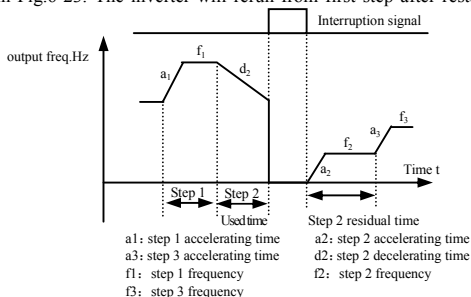 in Fig.6-25. The inverter will rerun from first step after rest
Interruption signal
output freq.Hz
f1
a1
d2
f3
f2
a3
a2
Time t
Step 1
Step 2
Used time
Step 2 residual time
a1: step 1 accelerating time
a2: step 2 accelerating time
a3: step 3 accelerating time
d2: step 2 decelerating time
f1: step 1 frequency
f2: step 2 frequency
f3: step 3 frequency